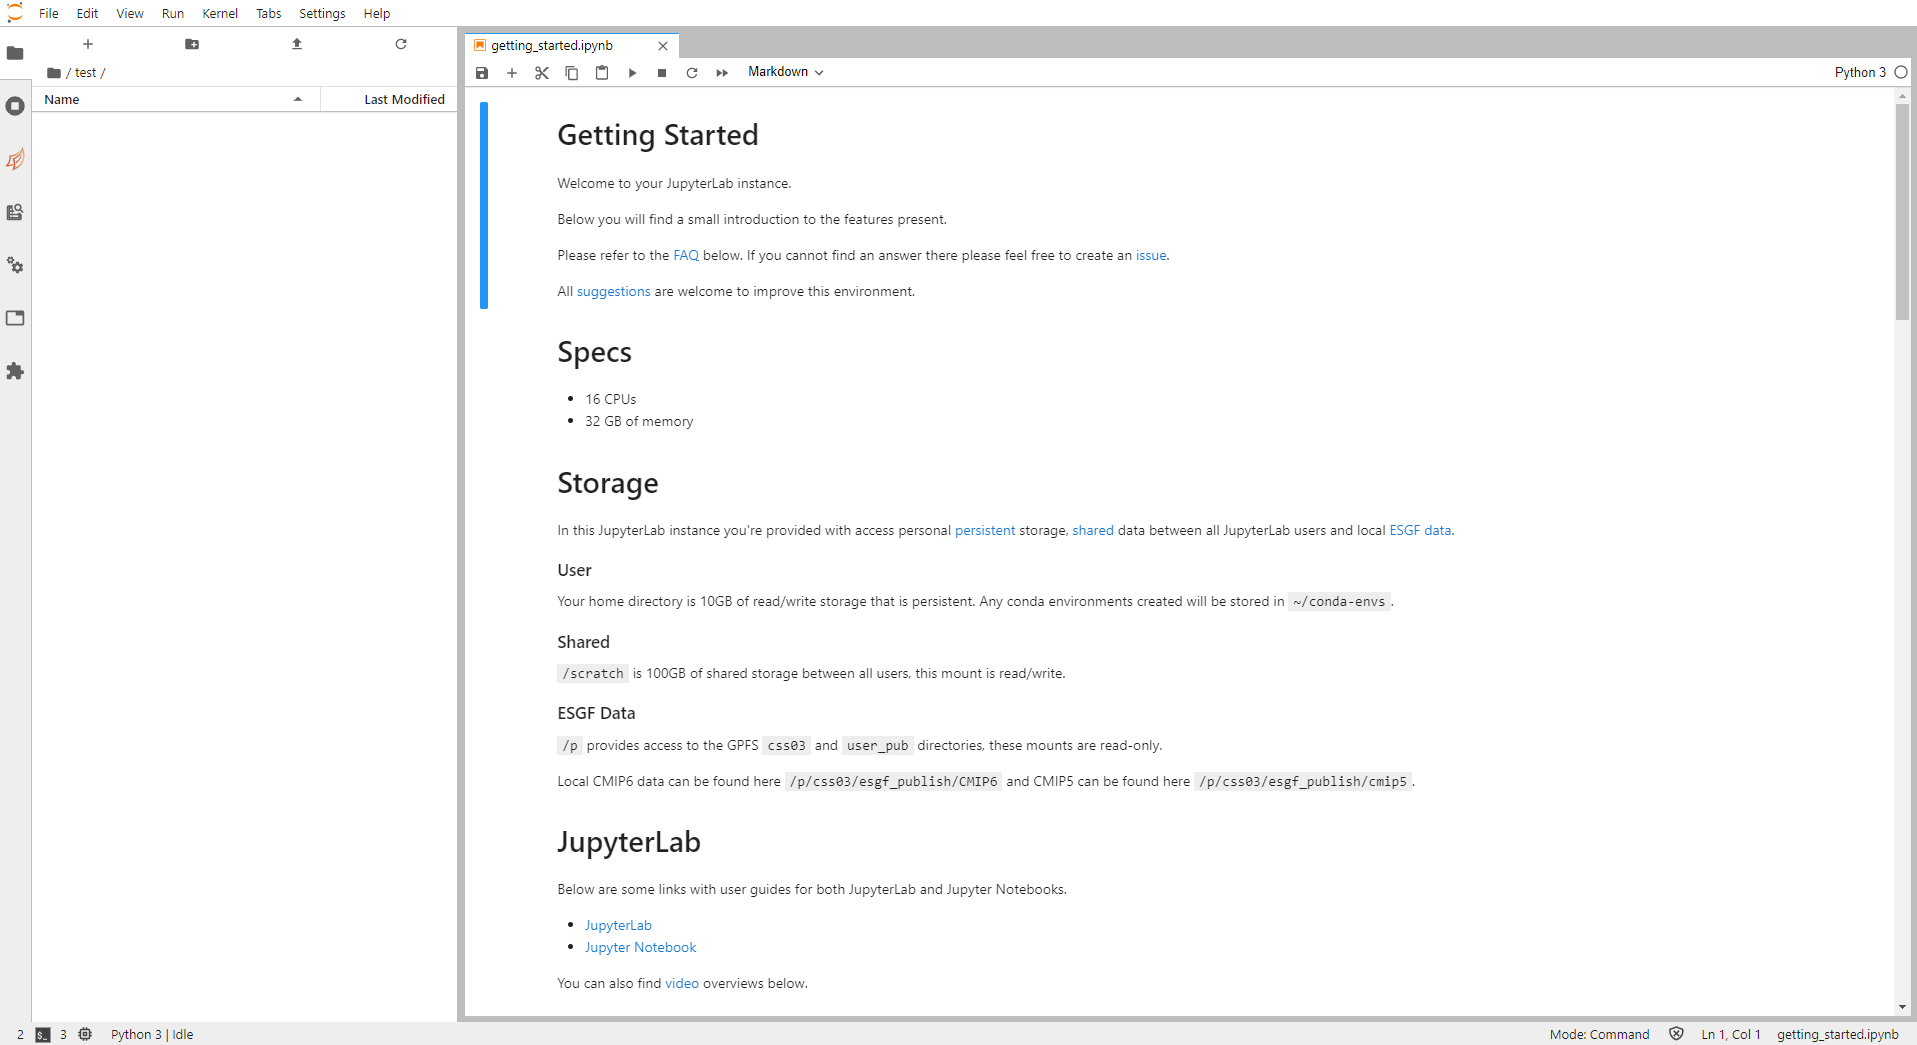 File Edit View Run Kernel Tabs Settings Help
/ test /
Name Last Modified
getting_started.ipynb
Markdown Python 3
Getting Started
Welcome to your JupyterLab instance.
Below you will find a small introduction to the features present.
Please refer to the FAQ below. If you cannot find an answer there please feel free to create an issue.
All suggestions are welcome to improve this environment.
Specs
16 CPUs
32 GB of memory
Storage
In this JupyterLab instance you're provided with access personal persistent storage, shared data between all JupyterLab users and local ESGF data.
User
Your home directory is 10GB of read/write storage that is persistent. Any conda environments created will be stored in ~/conda-envs.
Shared
/scratch is 100GB of shared storage between all users, this mount is read/write.
ESGF Data
/p provides access to the GPFS css03 and user_pub directories, these mounts are read-only.
Local CMIP6 data can be found here /p/css03/esgf_publish/CMIP6 and CMIP5 can be found here /p/css03/esgf_publish/cmip5.
JupyterLab
Below are some links with user guides for both JupyterLab and Jupyter Notebooks.
JupyterLab
Jupyter Notebook
You can also find video overviews below.
2 $_ 3 Python 3 | Idle Mode: Command Ln 1, Col 1 getting_started.ipynb